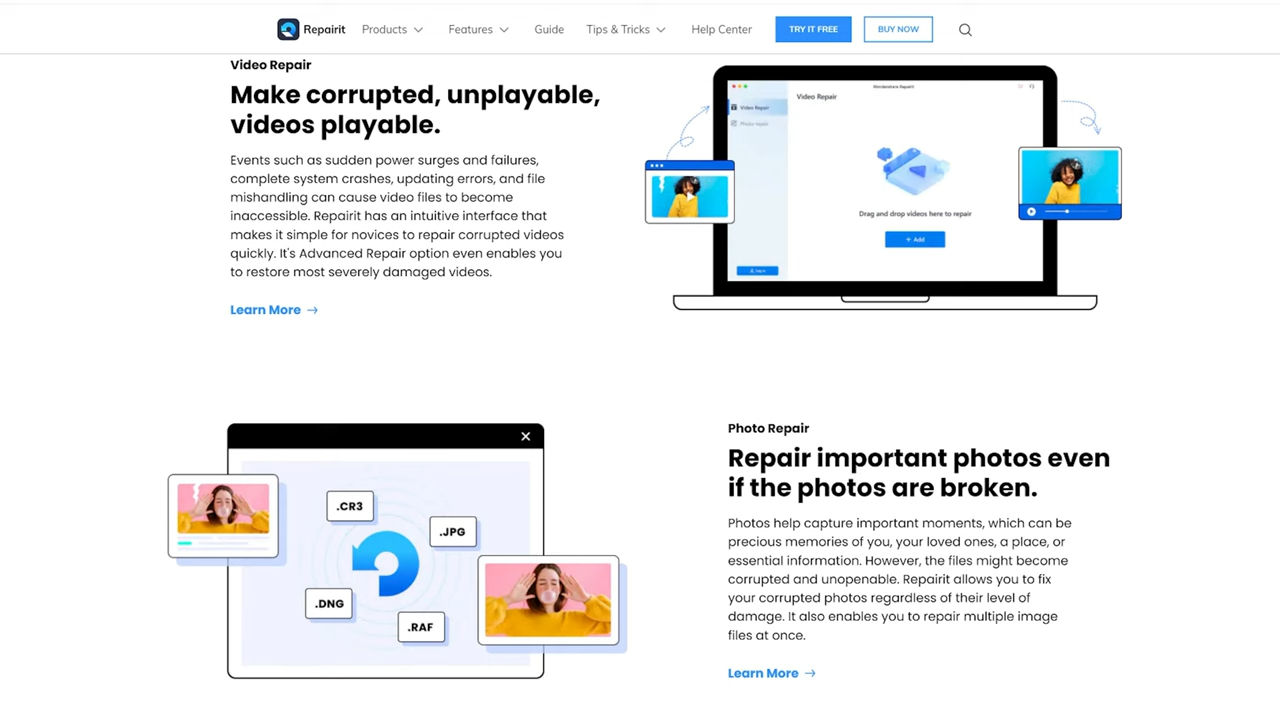 Repairit
Products
Features
Guide
Tips & Tricks
Help Center
TRY IT FREE
BUY NOW
Video Repair
Make corrupted, unplayable,
videos playable.
Events such as sudden power surges and failures,
complete system crashes, updating errors, and file
mishandling can cause video files to become
inaccessible. Repairit has an intuitive interface that
makes it simple for novices to repair corrupted videos
quickly. It's Advanced Repair option even enables you
to restore most severely damaged videos.
Learn More →
Wondershare Repairit
Video Repair
Video Repair
Photo repair
Drag and drop videos here to repair
+ Add
.CR3
.JPG
.DNG
.RAF
Photo Repair
Repair important photos even
if the photos are broken.
Photos help capture important moments, which can be
precious memories of you, your loved ones, a place, or
essential information. However, the files might become
corrupted and unopenable. Repairit allows you to fix
your corrupted photos regardless of their level of
damage. It also enables you to repair multiple image
files at once.
Learn More →